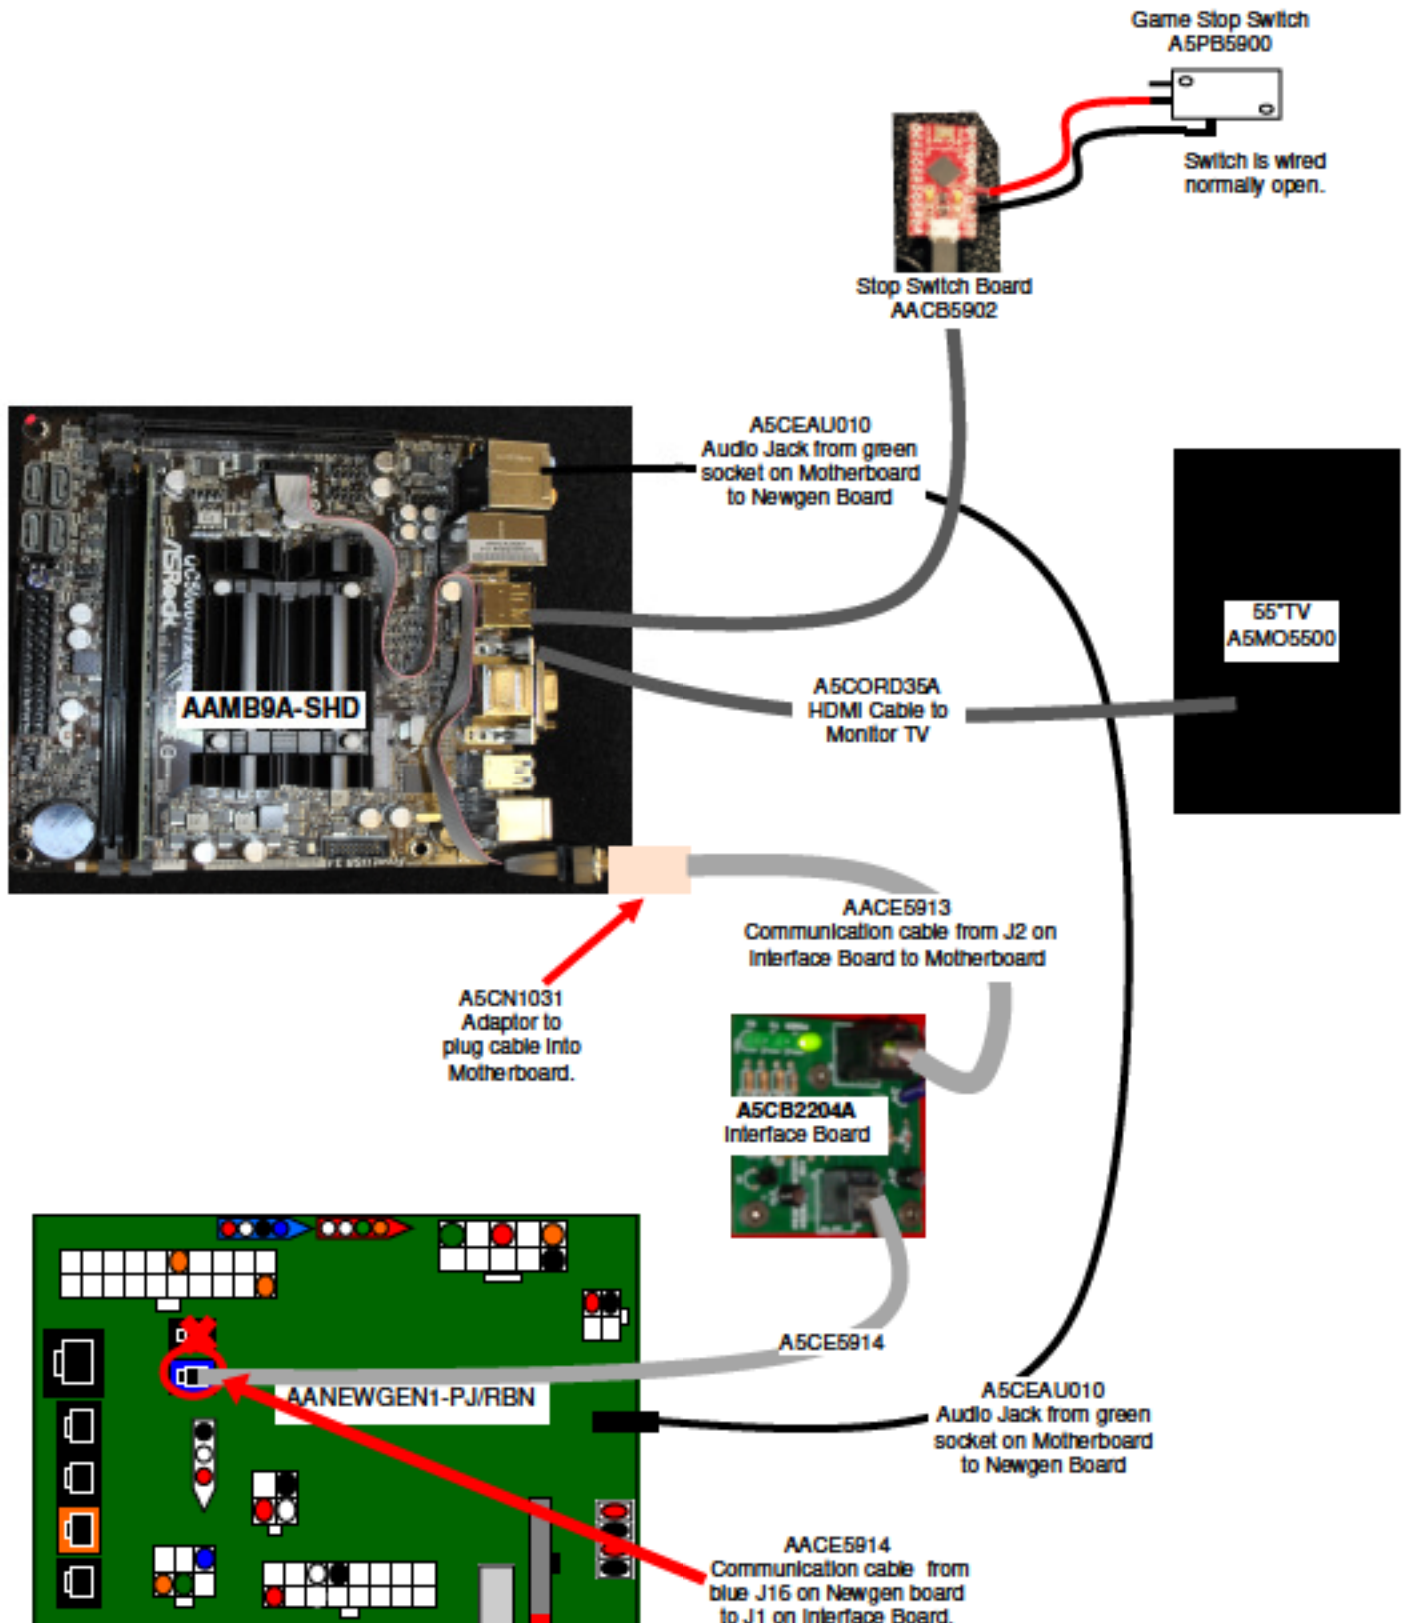 Game Stop Switch
A5PB5900
Switch is wired
normally open.
Stop Switch Board
AACB5902
A5CEAU010
Audio Jack from green
socket on Motherboard
to Newgen Board
55"TV
A5MO5500
/ISRock
AAMB9A-SHD
A5CORD35A
HDMI Cable to
Monitor TV
AACE5913
Communication cable from J2 on
Interface Board to Motherboard
A5CN1031
Adaptor to
plug cable into
Motherboard.
A5CB2204A
Interface Board
A5CE5914
AANEWGEN1-PJ/RBN
A5CEAU010
Audio Jack from green
socket on Motherboard
to Newgen Board
AACE5914
Communication cable from
blue J16 on Newgen board
to J1 on Interface Board.